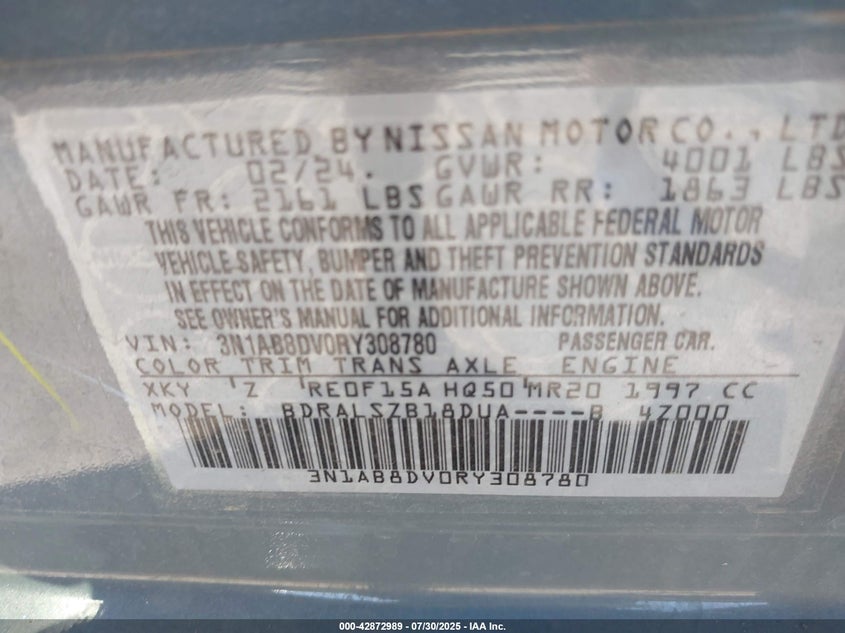 MANUFACTURED BY NISSAN MOTOR CO., LTD
DATE: 02/24. GVWR: 4001 LBS
GAWR FR: 2161 LBS GAWR RR: 1863 LBS
THIS VEHICLE CONFORMS TO ALL APPLICABLE FEDERAL MOTOR
VEHICLE SAFETY, BUMPER AND THEFT PREVENTION STANDARDS
IN EFFECT ON THE DATE OF MANUFACTURE SHOWN ABOVE.
SEE OWNER'S MANUAL FOR ADDITIONAL INFORMATION.
VIN: 3N1AB8DV0RY308780 PASSENGER CAR.
COLOR TRIM TRANS AXLE ENGINE
XKY 'Z 'RE0F15A HQ50 MR20 1997 CC
MODEL: BDRALSZB18DUA----B 4Z000
3N1AB8DV0RY308780
000-42872989 - 07/30/2025 - IAA Inc.